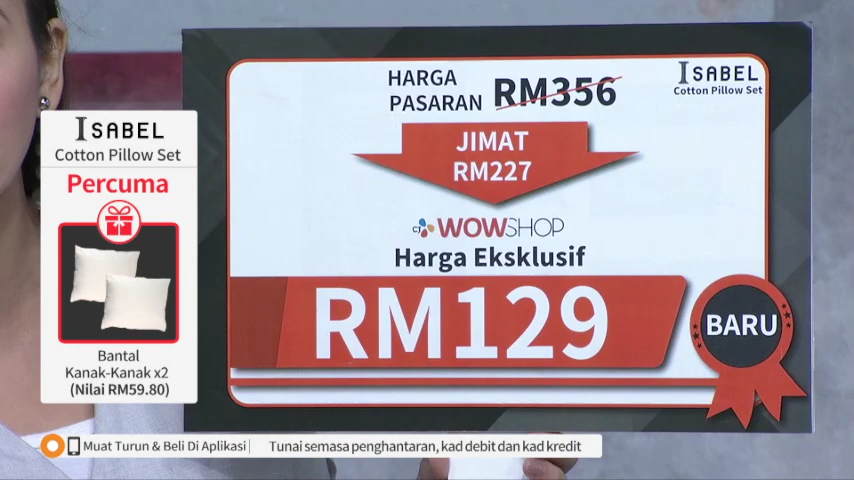 ISABEL
Cotton Pillow Set
Percuma
Bantal
Kanak-Kanak x2
(Nilai RM59.80)
HARGA
PASARAN RM356
ISABEL
Cotton Pillow Set
JIMAT
RM227
CJ WOWSHOP
Harga Eksklusif
RM129
BARU
Muat Turun & Beli Di Aplikasi
Tunai semasa penghantaran, kad debit dan kad kredit